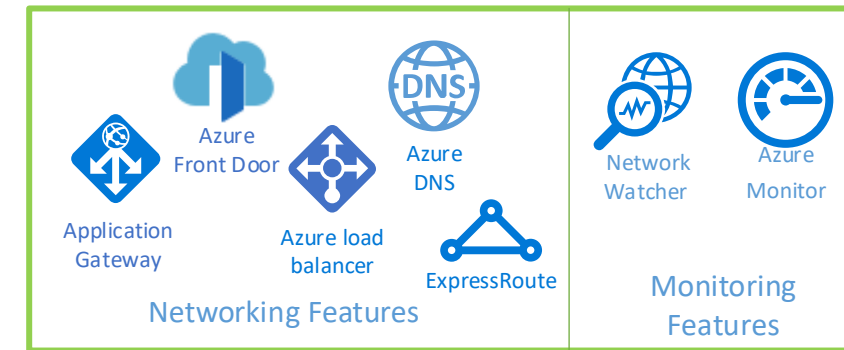 Azure
Front Door
DNS
Application
Gateway
Azure load
balancer
Azure
DNS
ExpressRoute
Networking Features
Network
Watcher
Azure
Monitor
Monitoring
Features